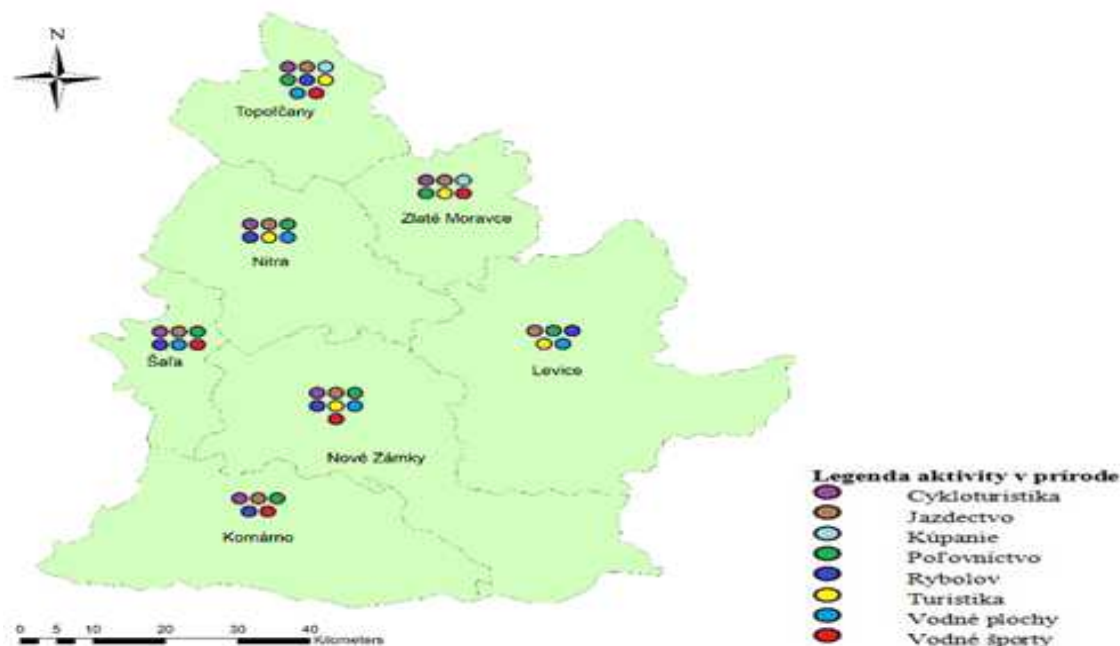 N
Topoľčany
Zlaté Moravce
Nitra
Šaľa
Levice
Nové Zámky
Komárno
Legenda aktivity v prírode
Cykloturistika
Jazdectvo
Kúpanie
Poľovníctvo
Rybolov
Turistika
Vodné plochy
Vodné športy
0 5 10 20 30 40
Kilometers